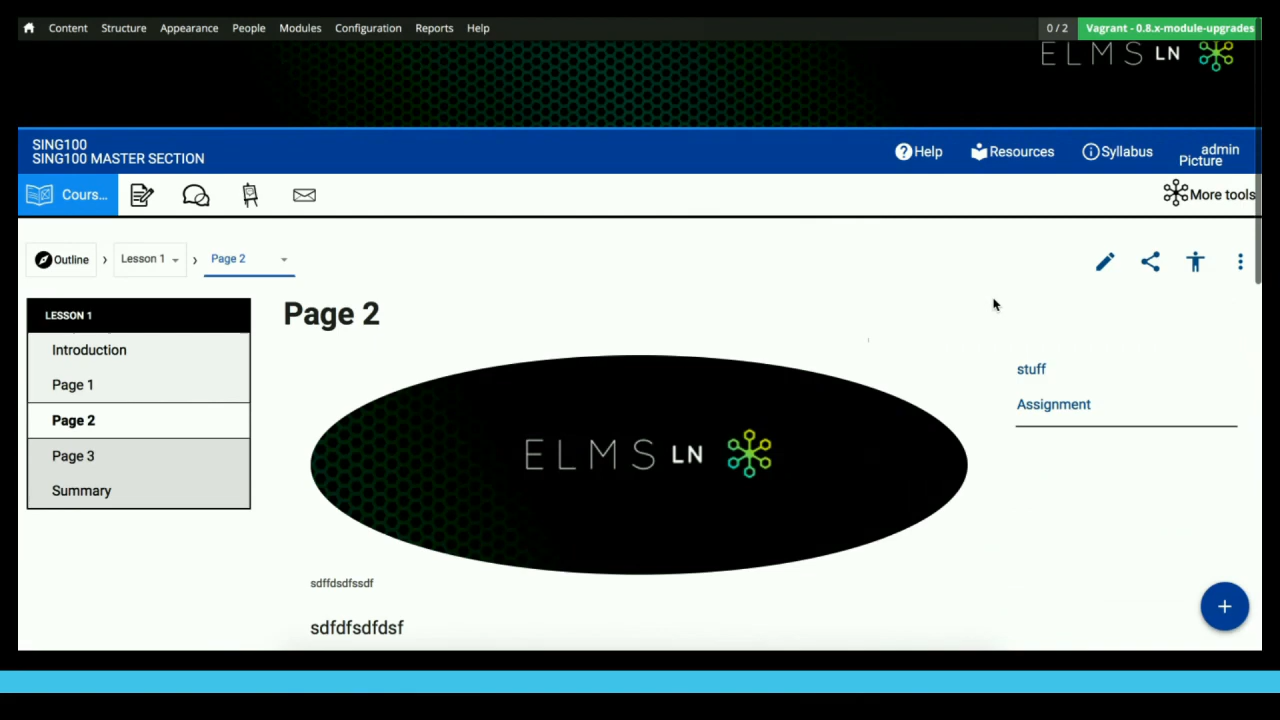 Content Structure Appearance People Modules Configuration Reports Help 0 / 2 Vagrant - 0.8.x-module-upgrades
ELMS LN
SING100
SING100 MASTER SECTION
Help Resources Syllabus admin
Picture
Cours... More tools
Outline Lesson 1 Page 2
LESSON 1
Page 2
Introduction
Page 1
Page 2
Page 3
Summary
stuff
Assignment
ELMS LN
sdffdsdfssdf
sdfdfsdfdsf